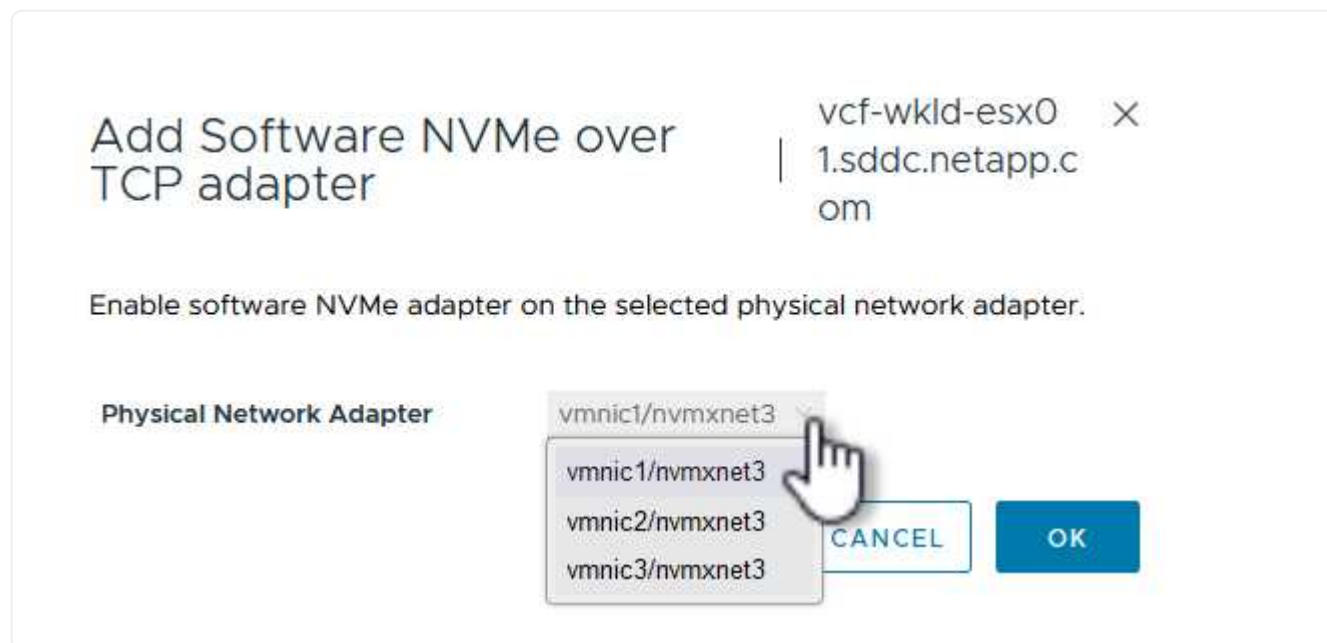 Add Software NVMe over
TCP adapter
vcf-wkld-esx0
1.sddc.netapp.c
om
Enable software NVMe adapter on the selected physical network adapter.
Physical Network Adapter
vmnic1/nvmxnet3
vmnic1/nvmxnet3
vmnic2/nvmxnet3
vmnic3/nvmxnet3
CANCEL
OK